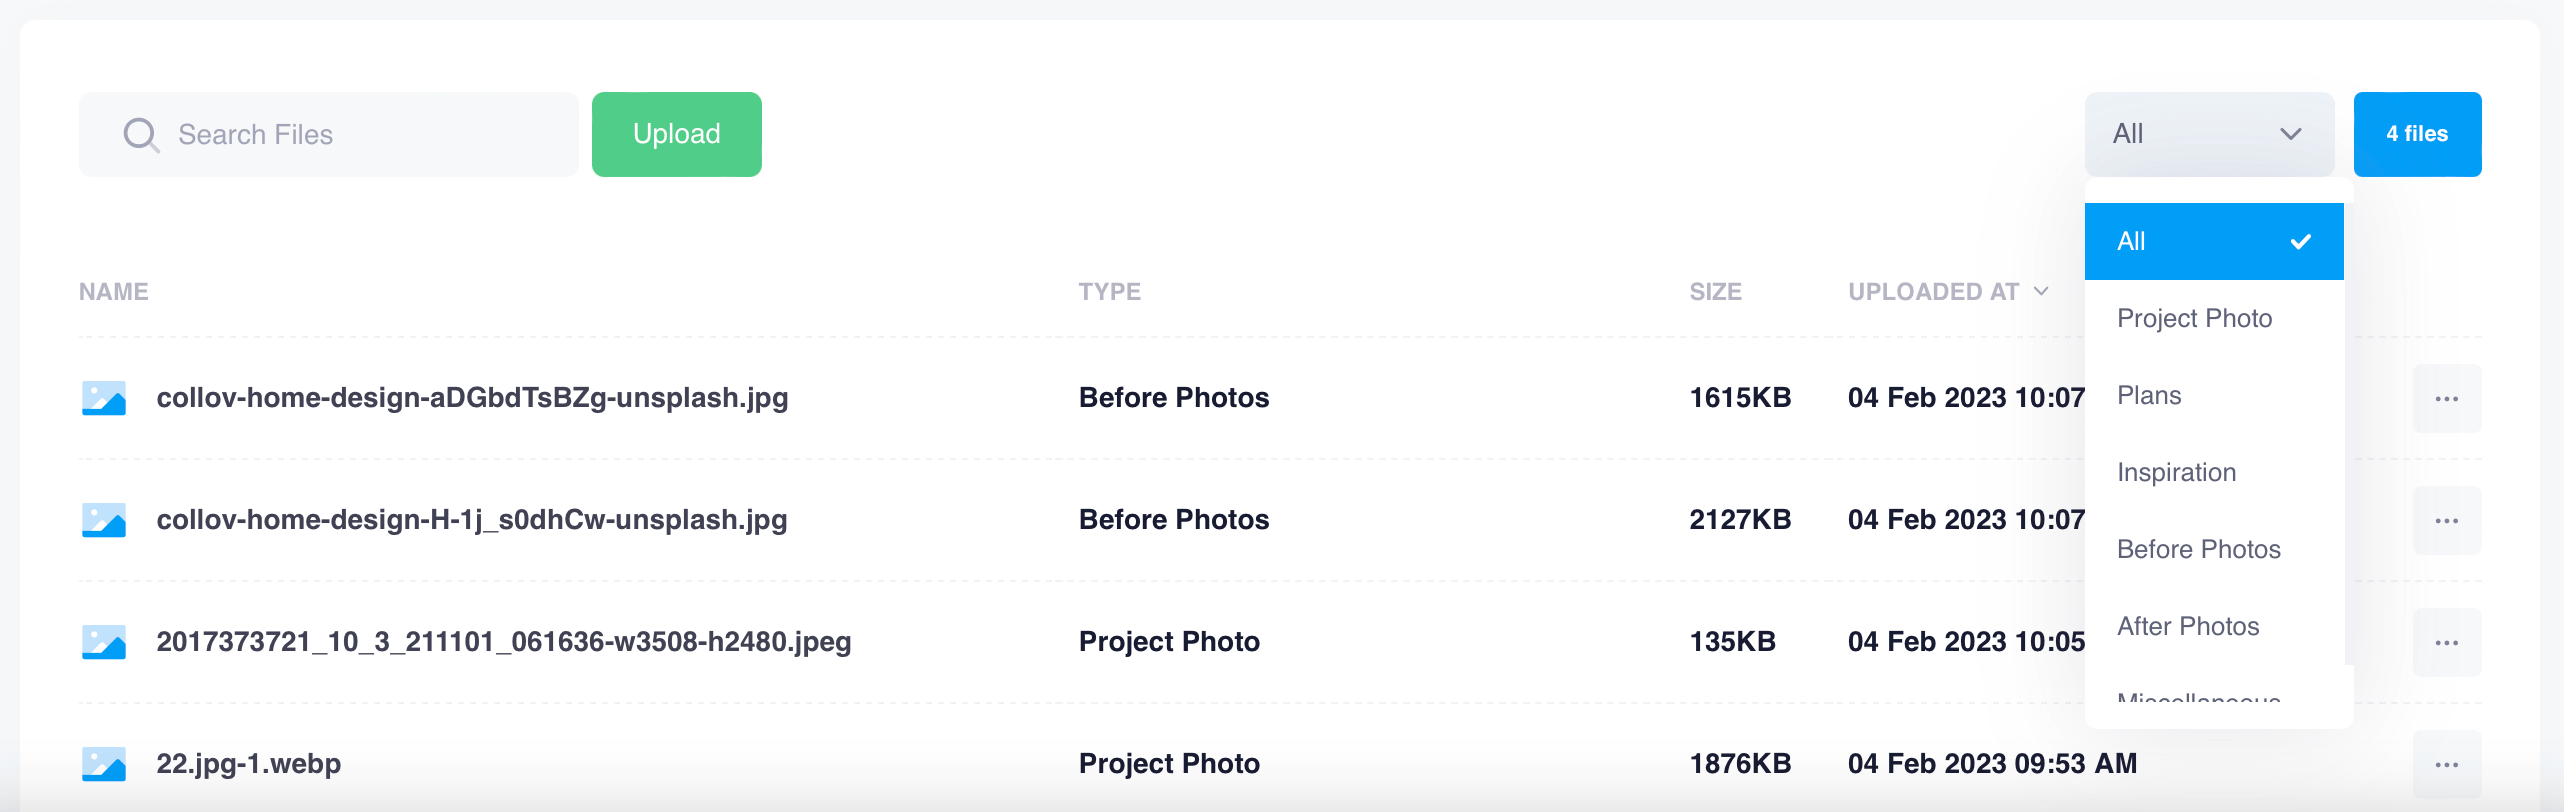 Search Files
Upload
All
4 files
All
Project Photo
Plans
Inspiration
Before Photos
After Photos
Miscellaneous
NAME TYPE SIZE UPLOADED AT
collov-home-design-aDGbdTsBZg-unsplash.jpg Before Photos 1615KB 04 Feb 2023 10:07
collov-home-design-H-1j_s0dhCw-unsplash.jpg Before Photos 2127KB 04 Feb 2023 10:07
2017373721_10_3_211101_061636-w3508-h2480.jpeg Project Photo 135KB 04 Feb 2023 10:05
22.jpg-1.webp Project Photo 1876KB 04 Feb 2023 09:53 AM